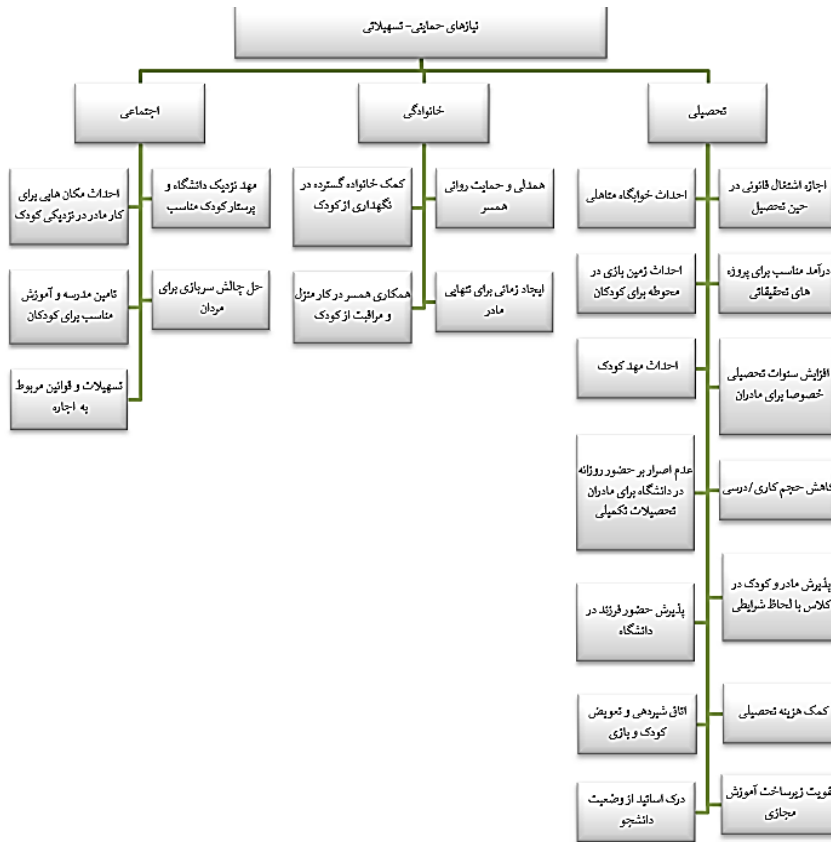 نیازهای حمایتی- تسهیلاتی
تحصیلی
خانوادگی
اجتماعی
اجازه اشتغال قانونی در
حین تحصیل
احداث خوابگاه متاهلی
درآمد مناسب برای پروژه
های تحقیقاتی
احداث زمین بازی در
محوطه برای کودکان
افزایش سنوات تحصیلی
خصوصا برای مادران
احداث مهد کودک
کاهش حجم کاری/درسی
عدم اصرار بر حضور روزانه
در دانشگاه برای مادران
تحصیلات تکمیلی
پذیرش مادر و کودک در
کلاس با لحاظ شرایطی
پذیرش حضور فرزند در
دانشگاه
کمک هزینه تحصیلی
اتاق شیردهی و تعویض
کودک و بازی
تقویت زیرساخت آموزش
مجازی
درک اساتید از وضعیت
دانشجو
همدلی و حمایت روانی
همسر
کمک خانواده گسترده در
نگهداری از کودک
ایجاد زمانی برای تنهایی
مادر
همکاری همسر در کار منزل
و مراقبت از کودک
مهد نزدیک دانشگاه و
پرستار کودک مناسب
احداث مکان هایی برای
کار مادر در نزدیکی کودک
حل چالش سربازی برای
مردان
تامین مدرسه و آموزش
مناسب برای کودکان
تسهیلات و قوانین مربوط
به اجاره